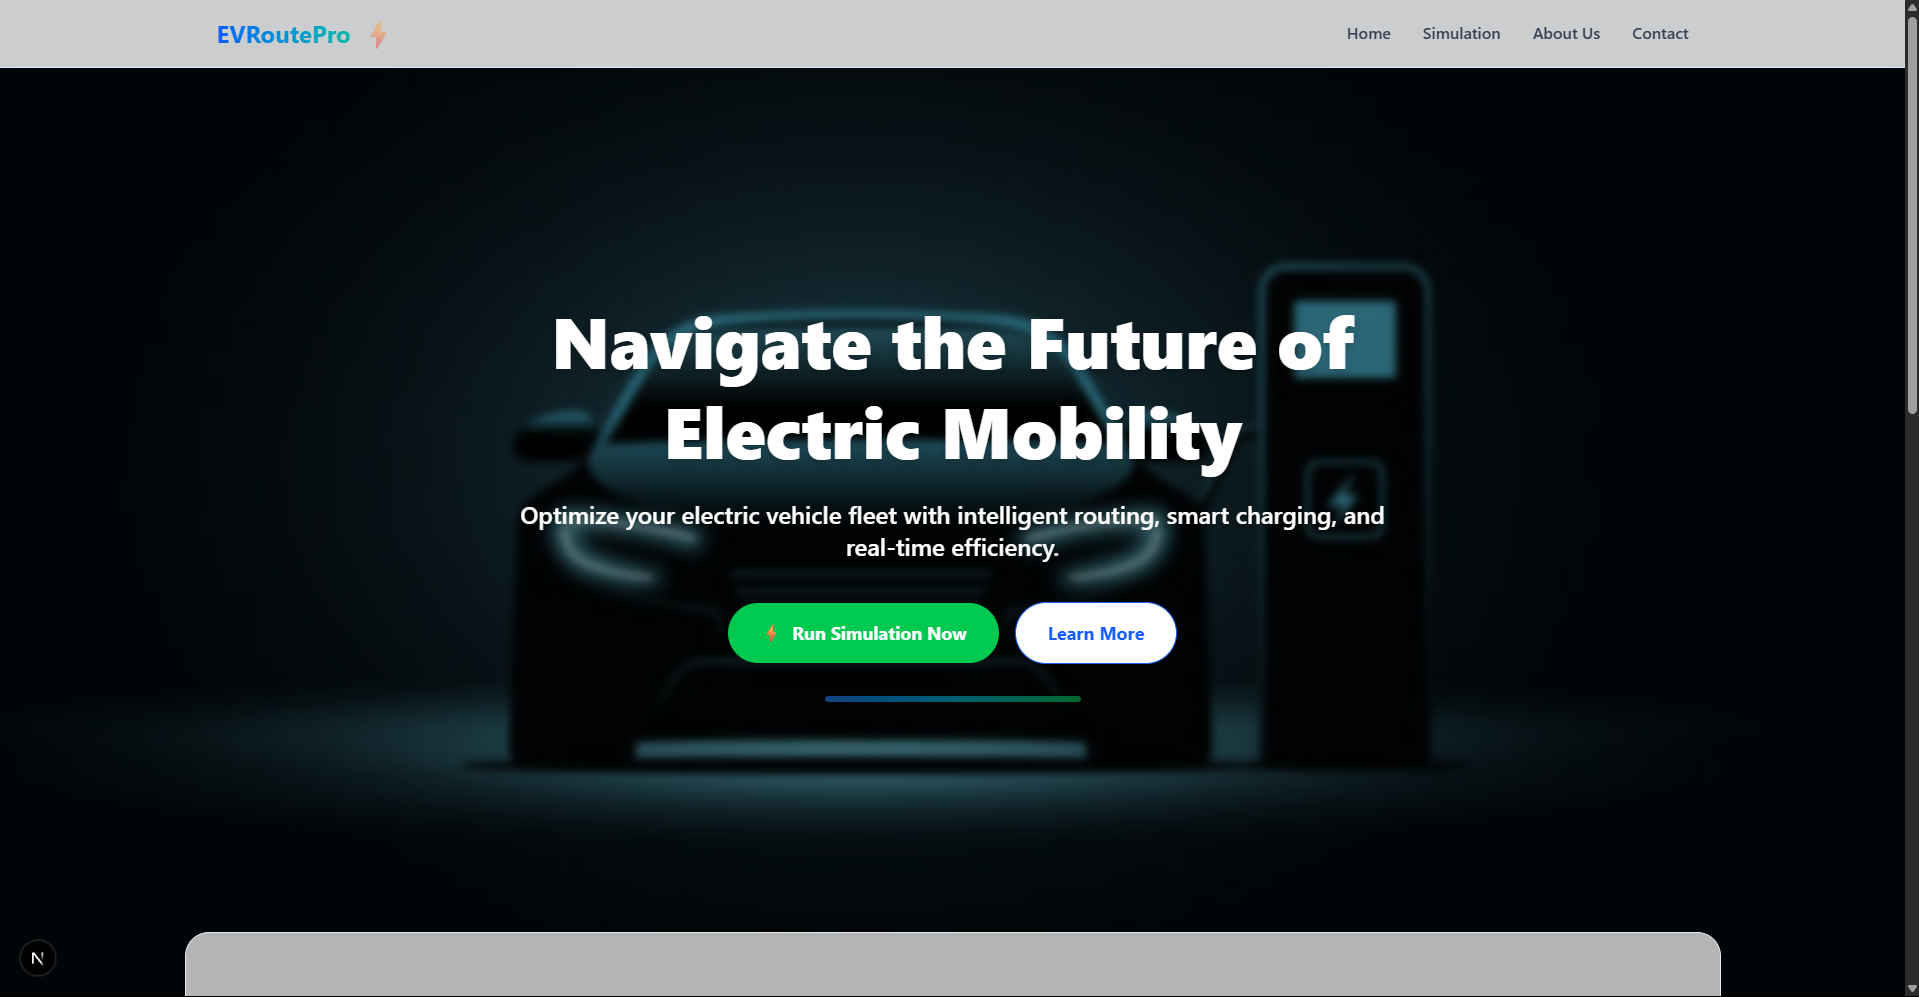 EVRoutePro
Home
Simulation
About Us
Contact
Navigate the Future of
Electric Mobility
Optimize your electric vehicle fleet with intelligent routing, smart charging, and
real-time efficiency.
Run Simulation Now
Learn More
N